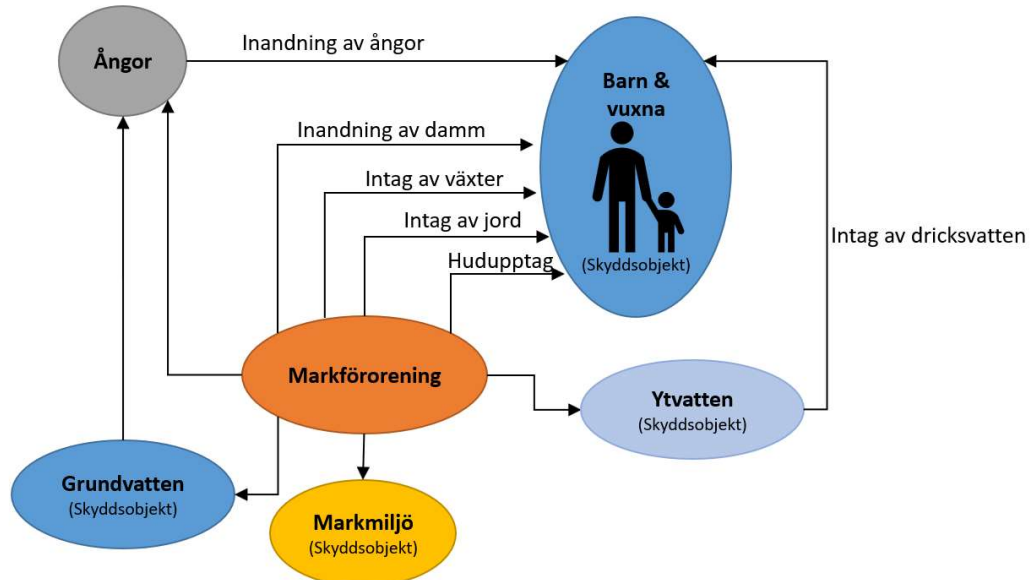 Ångor
Inandning av ångor
Barn &
vuxna
(Skyddsobjekt)
Inandning av damm
Intag av växter
Intag av jord
Hudupptag
Intag av dricksvatten
Markförorening
Ytvatten
(Skyddsobjekt)
Grundvatten
(Skyddsobjekt)
Markmiljö
(Skyddsobjekt)